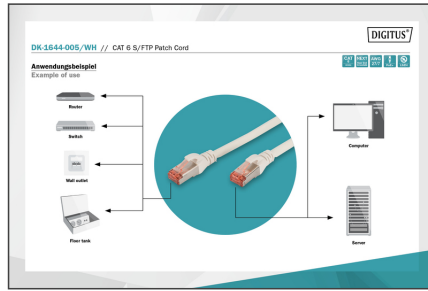 DIGITUS®
DK-1644-005/WH // CAT 6 S/FTP Patch Cord
Anwendungsbeispiel
Example of use
Router
Switch
Wall outlet
Floor tank
Computer
Server